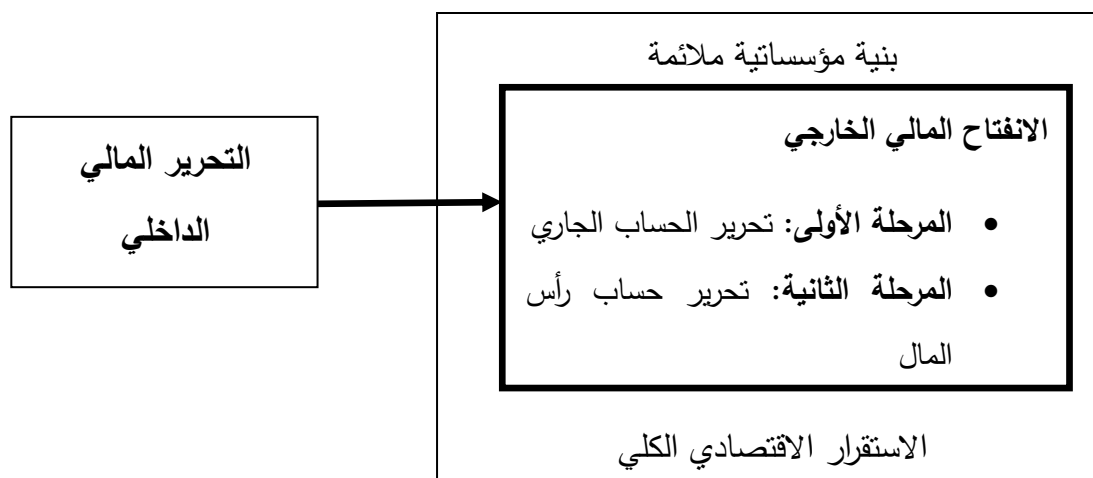 بنية مؤسساتية ملائمة
الانفتاح المالي الخارجي
• المرحلة الأولى: تحرير الحساب الجاري
• المرحلة الثانية: تحرير حساب رأس
المال
الاستقرار الاقتصادي الكلي
التحرير المالي
الداخلي